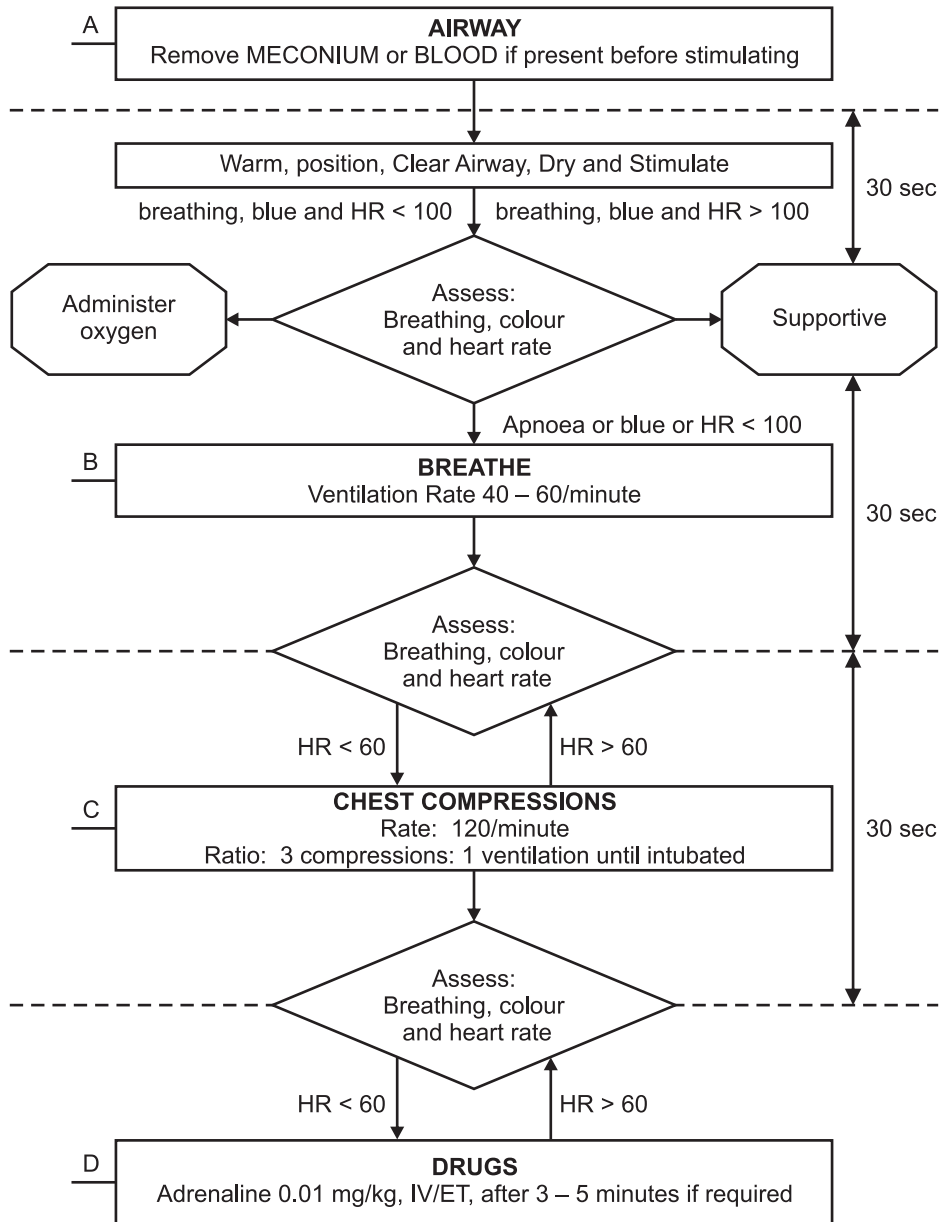 A
AIRWAY
Remove MECONIUM or BLOOD if present before stimulating
Warm, position, Clear Airway, Dry and Stimulate
30 sec
breathing, blue and HR < 100
breathing, blue and HR > 100
Administer
oxygen
Assess:
Breathing, colour
and heart rate
Supportive
Apnoea or blue or HR < 100
B
BREATHE
Ventilation Rate 40 – 60/minute
30 sec
Assess:
Breathing, colour
and heart rate
HR < 60
HR > 60
C
CHEST COMPRESSIONS
Rate: 120/minute
Ratio: 3 compressions: 1 ventilation until intubated
30 sec
Assess:
Breathing, colour
and heart rate
HR < 60
HR > 60
D
DRUGS
Adrenaline 0.01 mg/kg, IV/ET, after 3 – 5 minutes if required